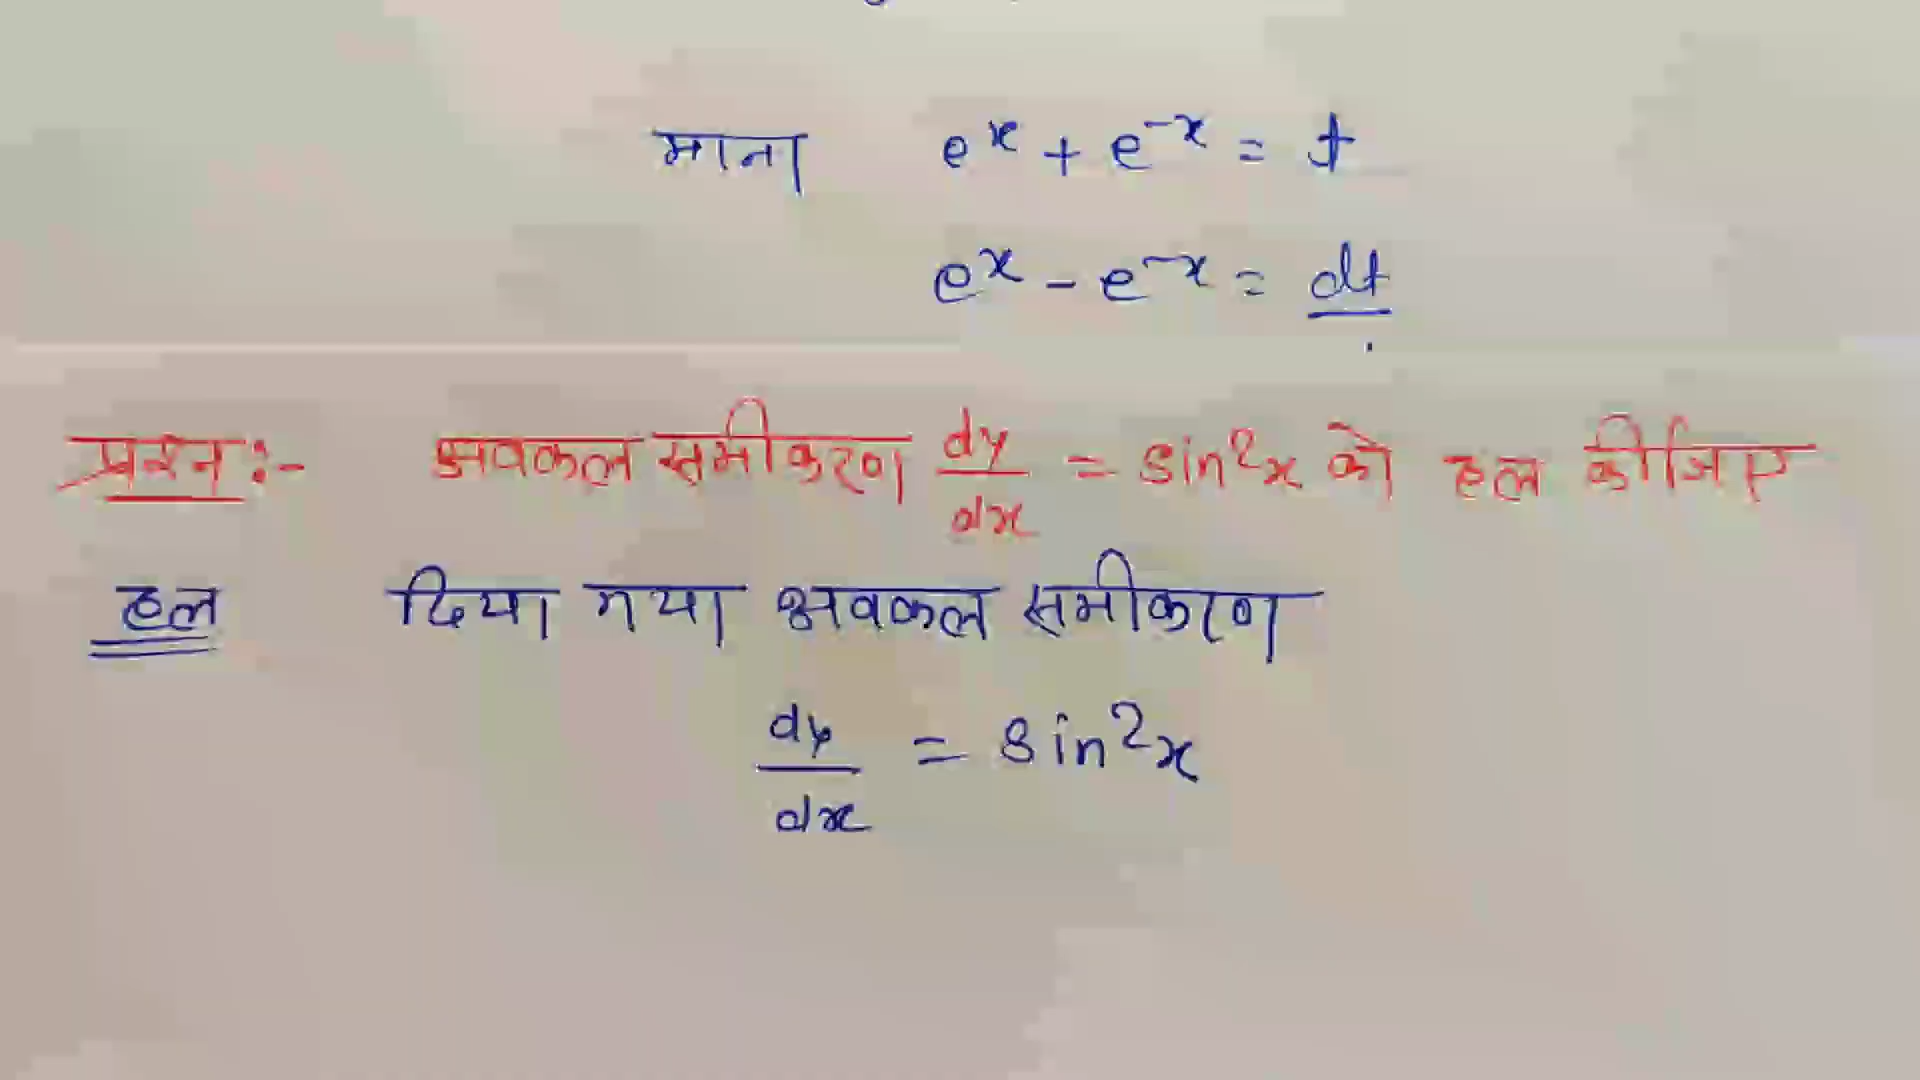 माना e^x + e^-x = t
e^x - e^-x = dt
प्रश्न :- अवकल समीकरण dy/dx = sin²x को हल कीजिए
हल दिया गया अवकल समीकरण
dy/dx = sin²x